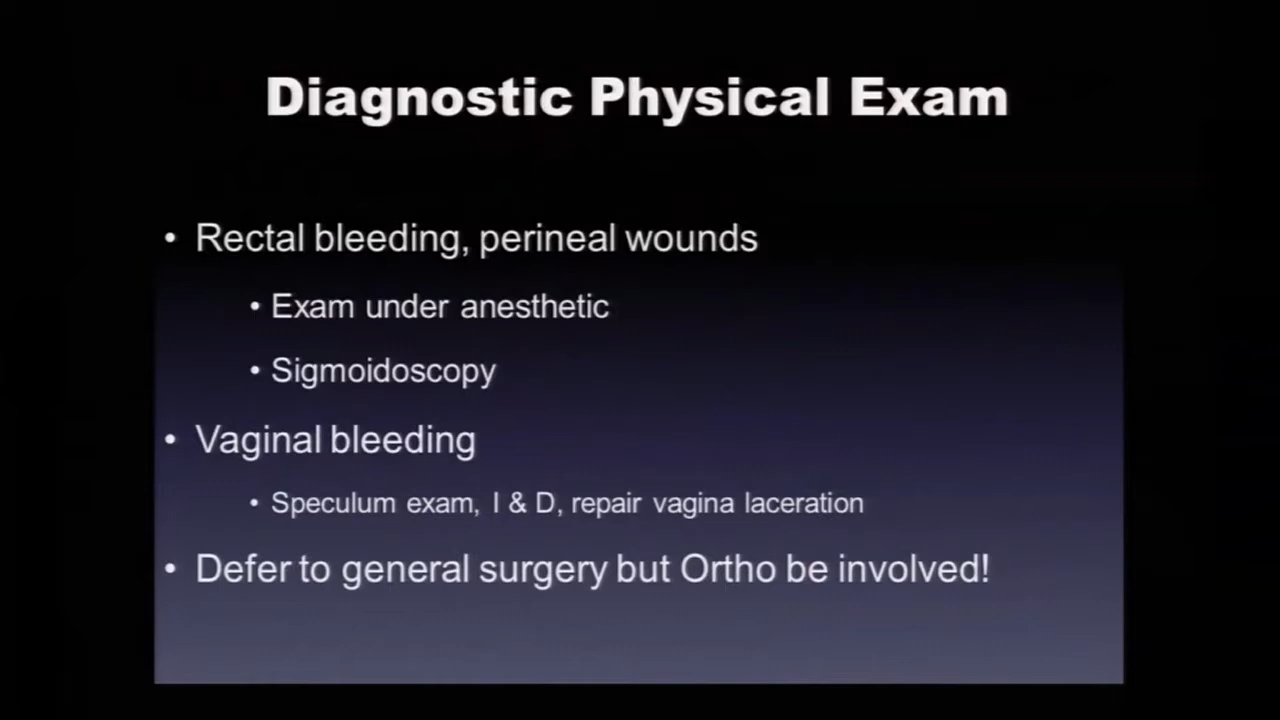 Diagnostic Physical Exam
• Rectal bleeding, perineal wounds
• Exam under anesthetic
• Sigmoidoscopy
• Vaginal bleeding
• Speculum exam, I & D, repair vagina laceration
• Defer to general surgery but Ortho be involved!